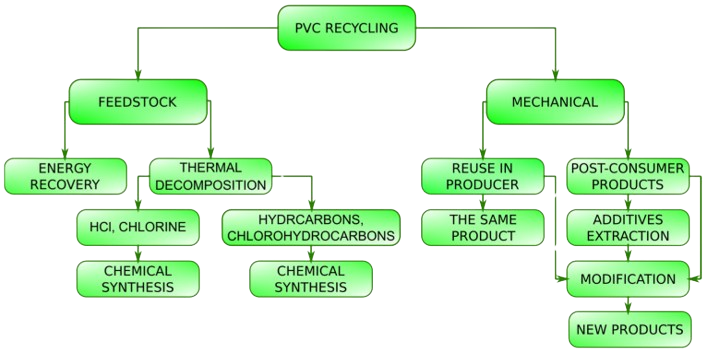 PVC RECYCLING
FEEDSTOCK
MECHANICAL
ENERGY
RECOVERY
THERMAL
DECOMPOSITION
REUSE IN
PRODUCER
POST-CONSUMER
PRODUCTS
HCl, CHLORINE
HYDRCARBONS,
CHLOROHYDROCARBONS
THE SAME
PRODUCT
ADDITIVES
EXTRACTION
CHEMICAL
SYNTHESIS
CHEMICAL
SYNTHESIS
MODIFICATION
NEW PRODUCTS